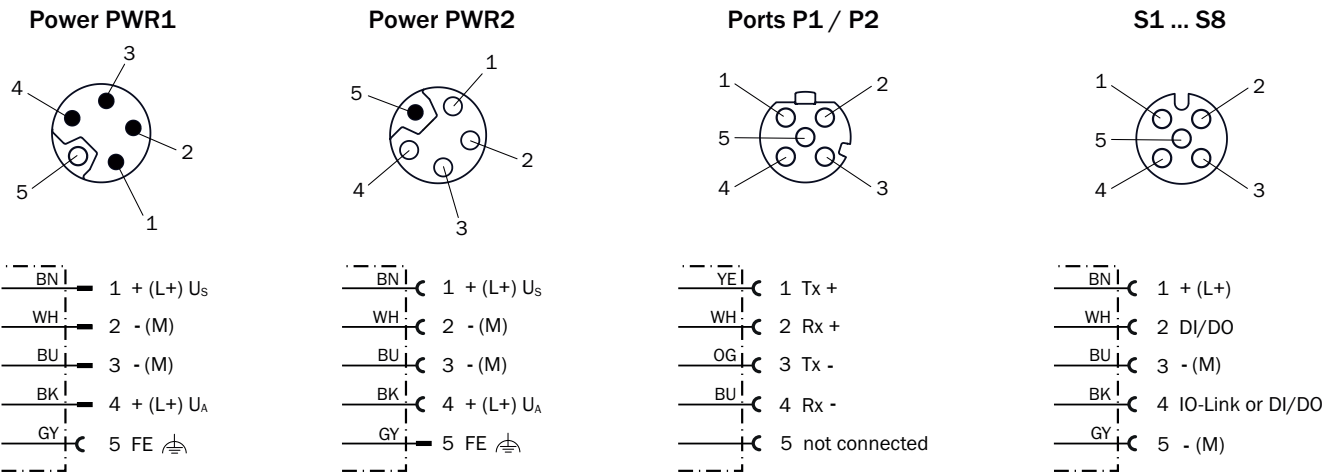 Power PWR1
3
4
2
5
1
BN 1 + (L+) US
WH 2 - (M)
BU 3 - (M)
BK 4 + (L+) UA
GY 5 FE
Power PWR2
1
5
2
4
3
BN 1 + (L+) US
WH 2 - (M)
BU 3 - (M)
BK 4 + (L+) UA
GY 5 FE
Ports P1 / P2
1 2
5
4 3
YE 1 Tx +
WH 2 Rx +
OG 3 Tx -
BU 4 Rx -
5 not connected
S1 ... S8
1 2
5
4 3
BN 1 + (L+)
WH 2 DI/DO
BU 3 - (M)
BK 4 IO-Link or DI/DO
GY 5 - (M)